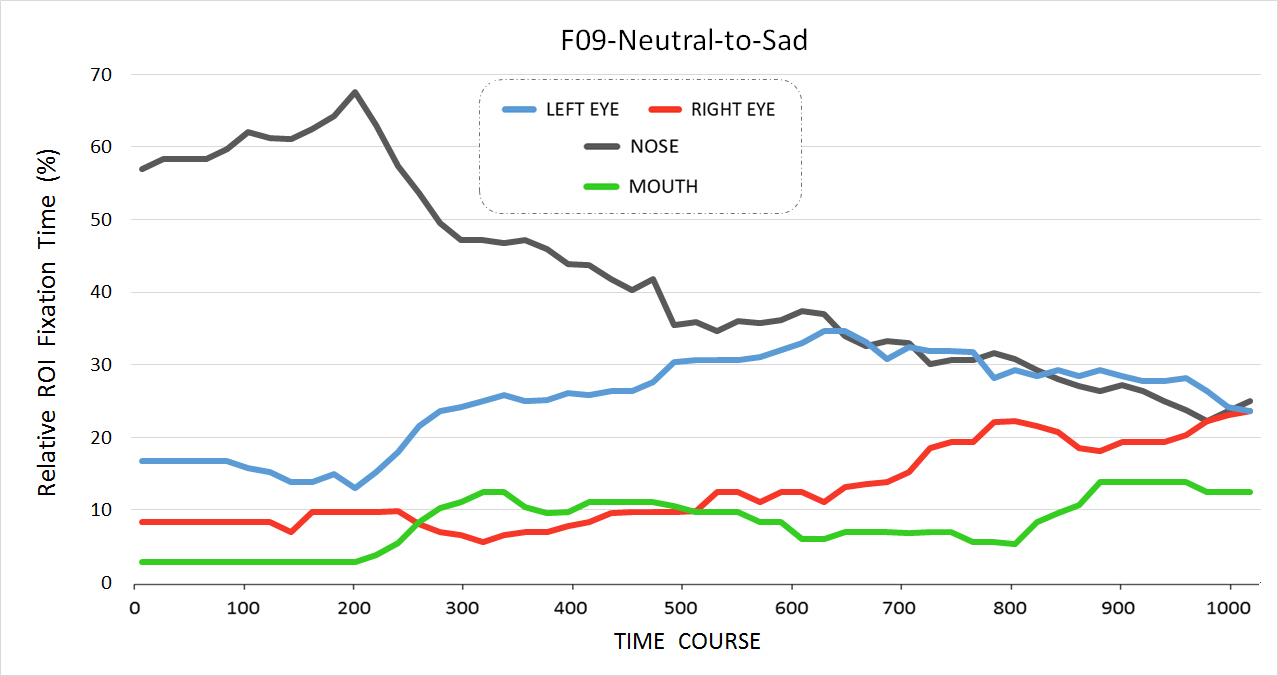 F09-Neutral-to-Sad
70
60
50
40
30
20
10
0
Relative ROI Fixation Time (%)
LEFT EYE RIGHT EYE
NOSE
MOUTH
0 100 200 300 400 500 600 700 800 900 1000
TIME COURSE